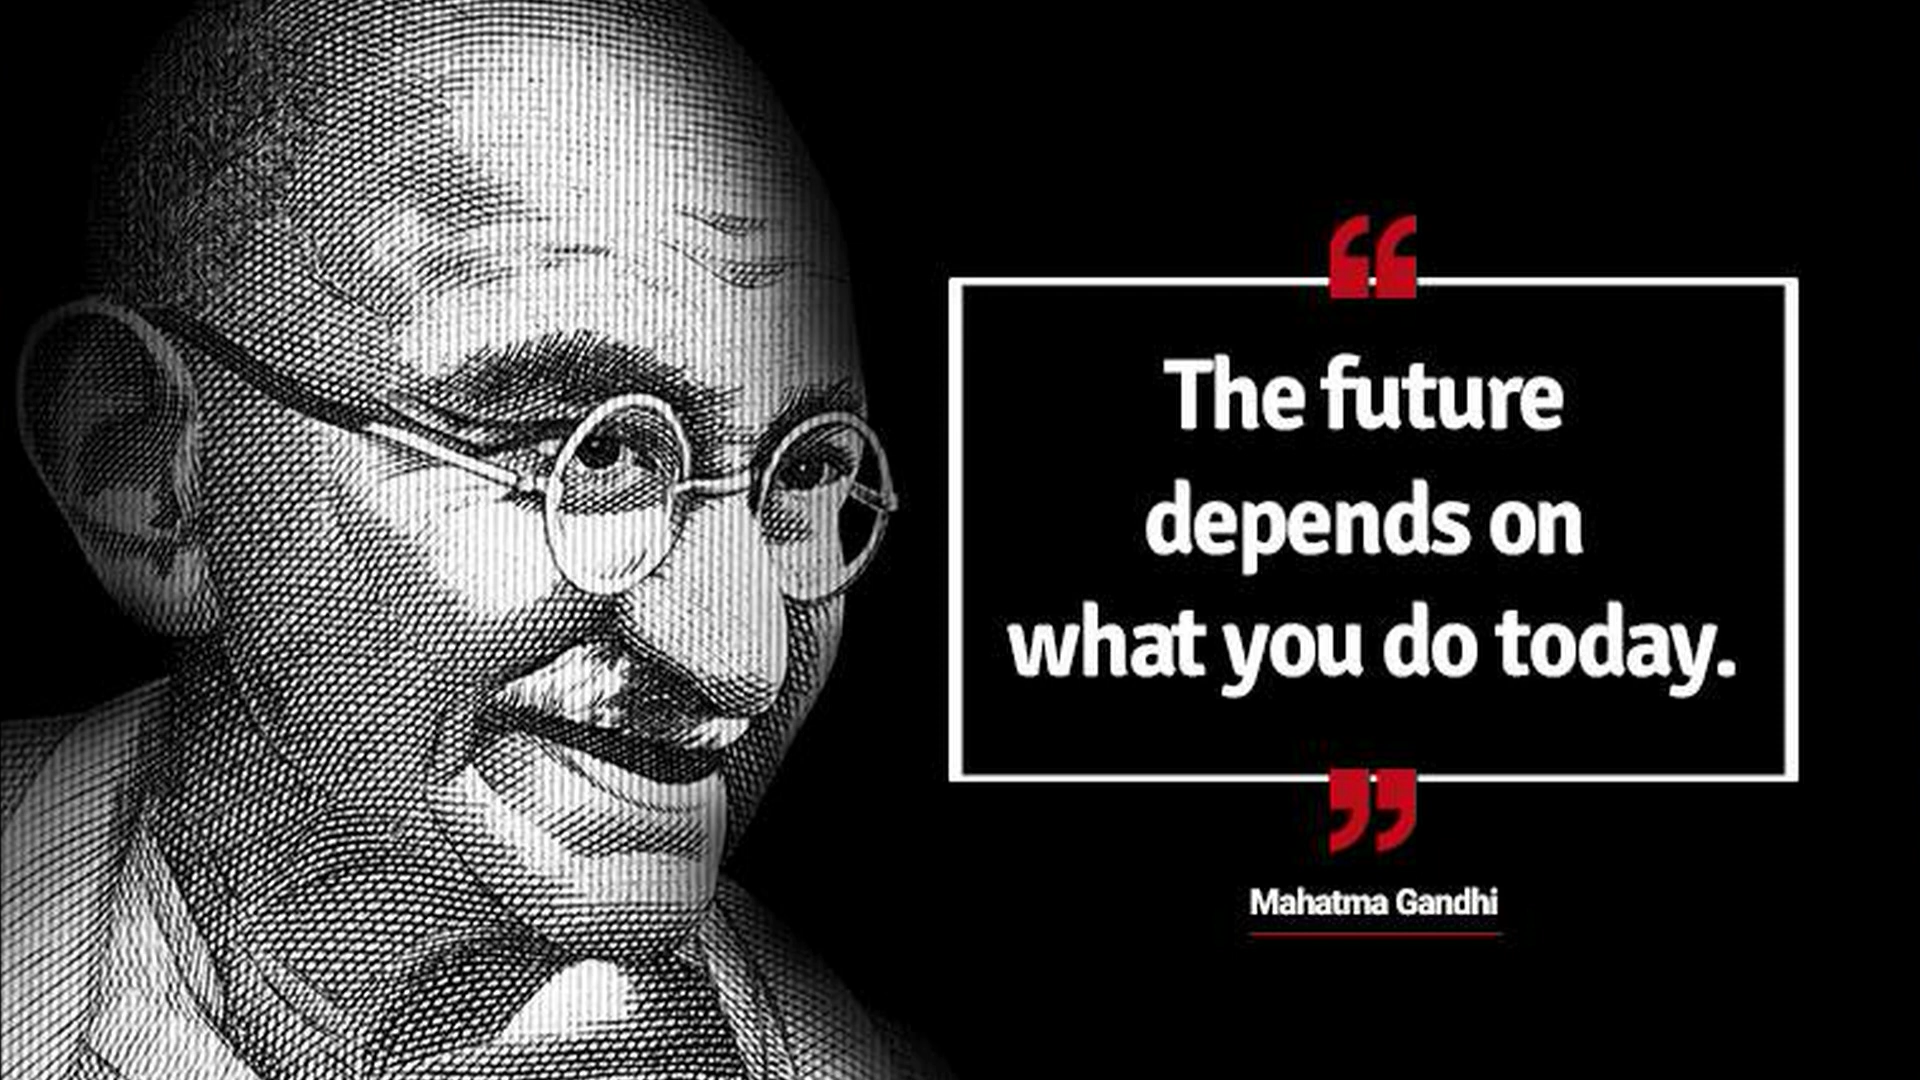 “
The future
depends on
what you do today.
”
Mahatma Gandhi